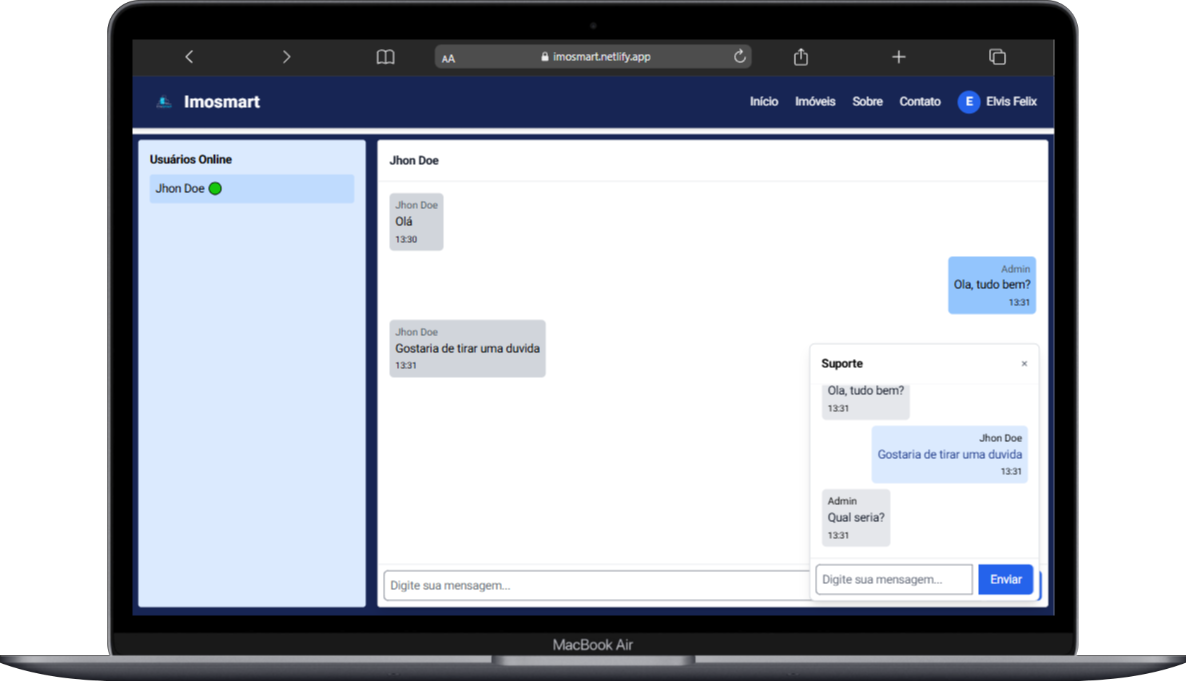 AA
imosmart.netlify.app
Imosmart
Início
Imóveis
Sobre
Contato
E
Elvis Felix
Usuários Online
Jhon Doe
Jhon Doe
Jhon Doe
Olá
13:30
Admin
Ola, tudo bem?
13:31
Jhon Doe
Gostaria de tirar uma duvida
13:31
Digite sua mensagem...
Suporte
×
Ola, tudo bem?
13:31
Jhon Doe
Gostaria de tirar uma duvida
13:31
Admin
Qual seria?
13:31
Digite sua mensagem...
Enviar
MacBook Air